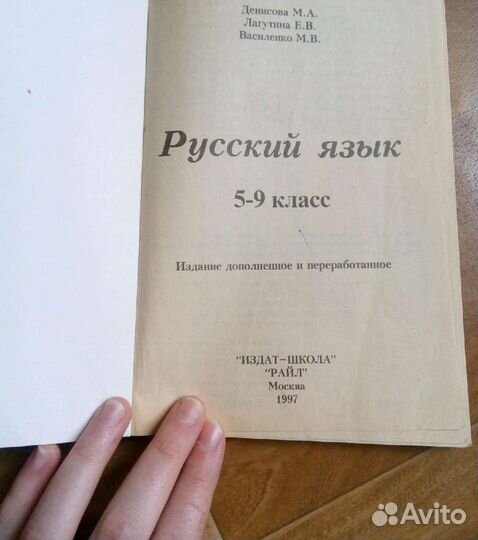 Денисова М.А.
Лагутина Е.В.
Василенко М.В.
Русский язык
5-9 класс
Издание дополненное и переработанное
"ИЗДАТ-ШКОЛА"
"РАЙЛ"
Москва
1997
Avito